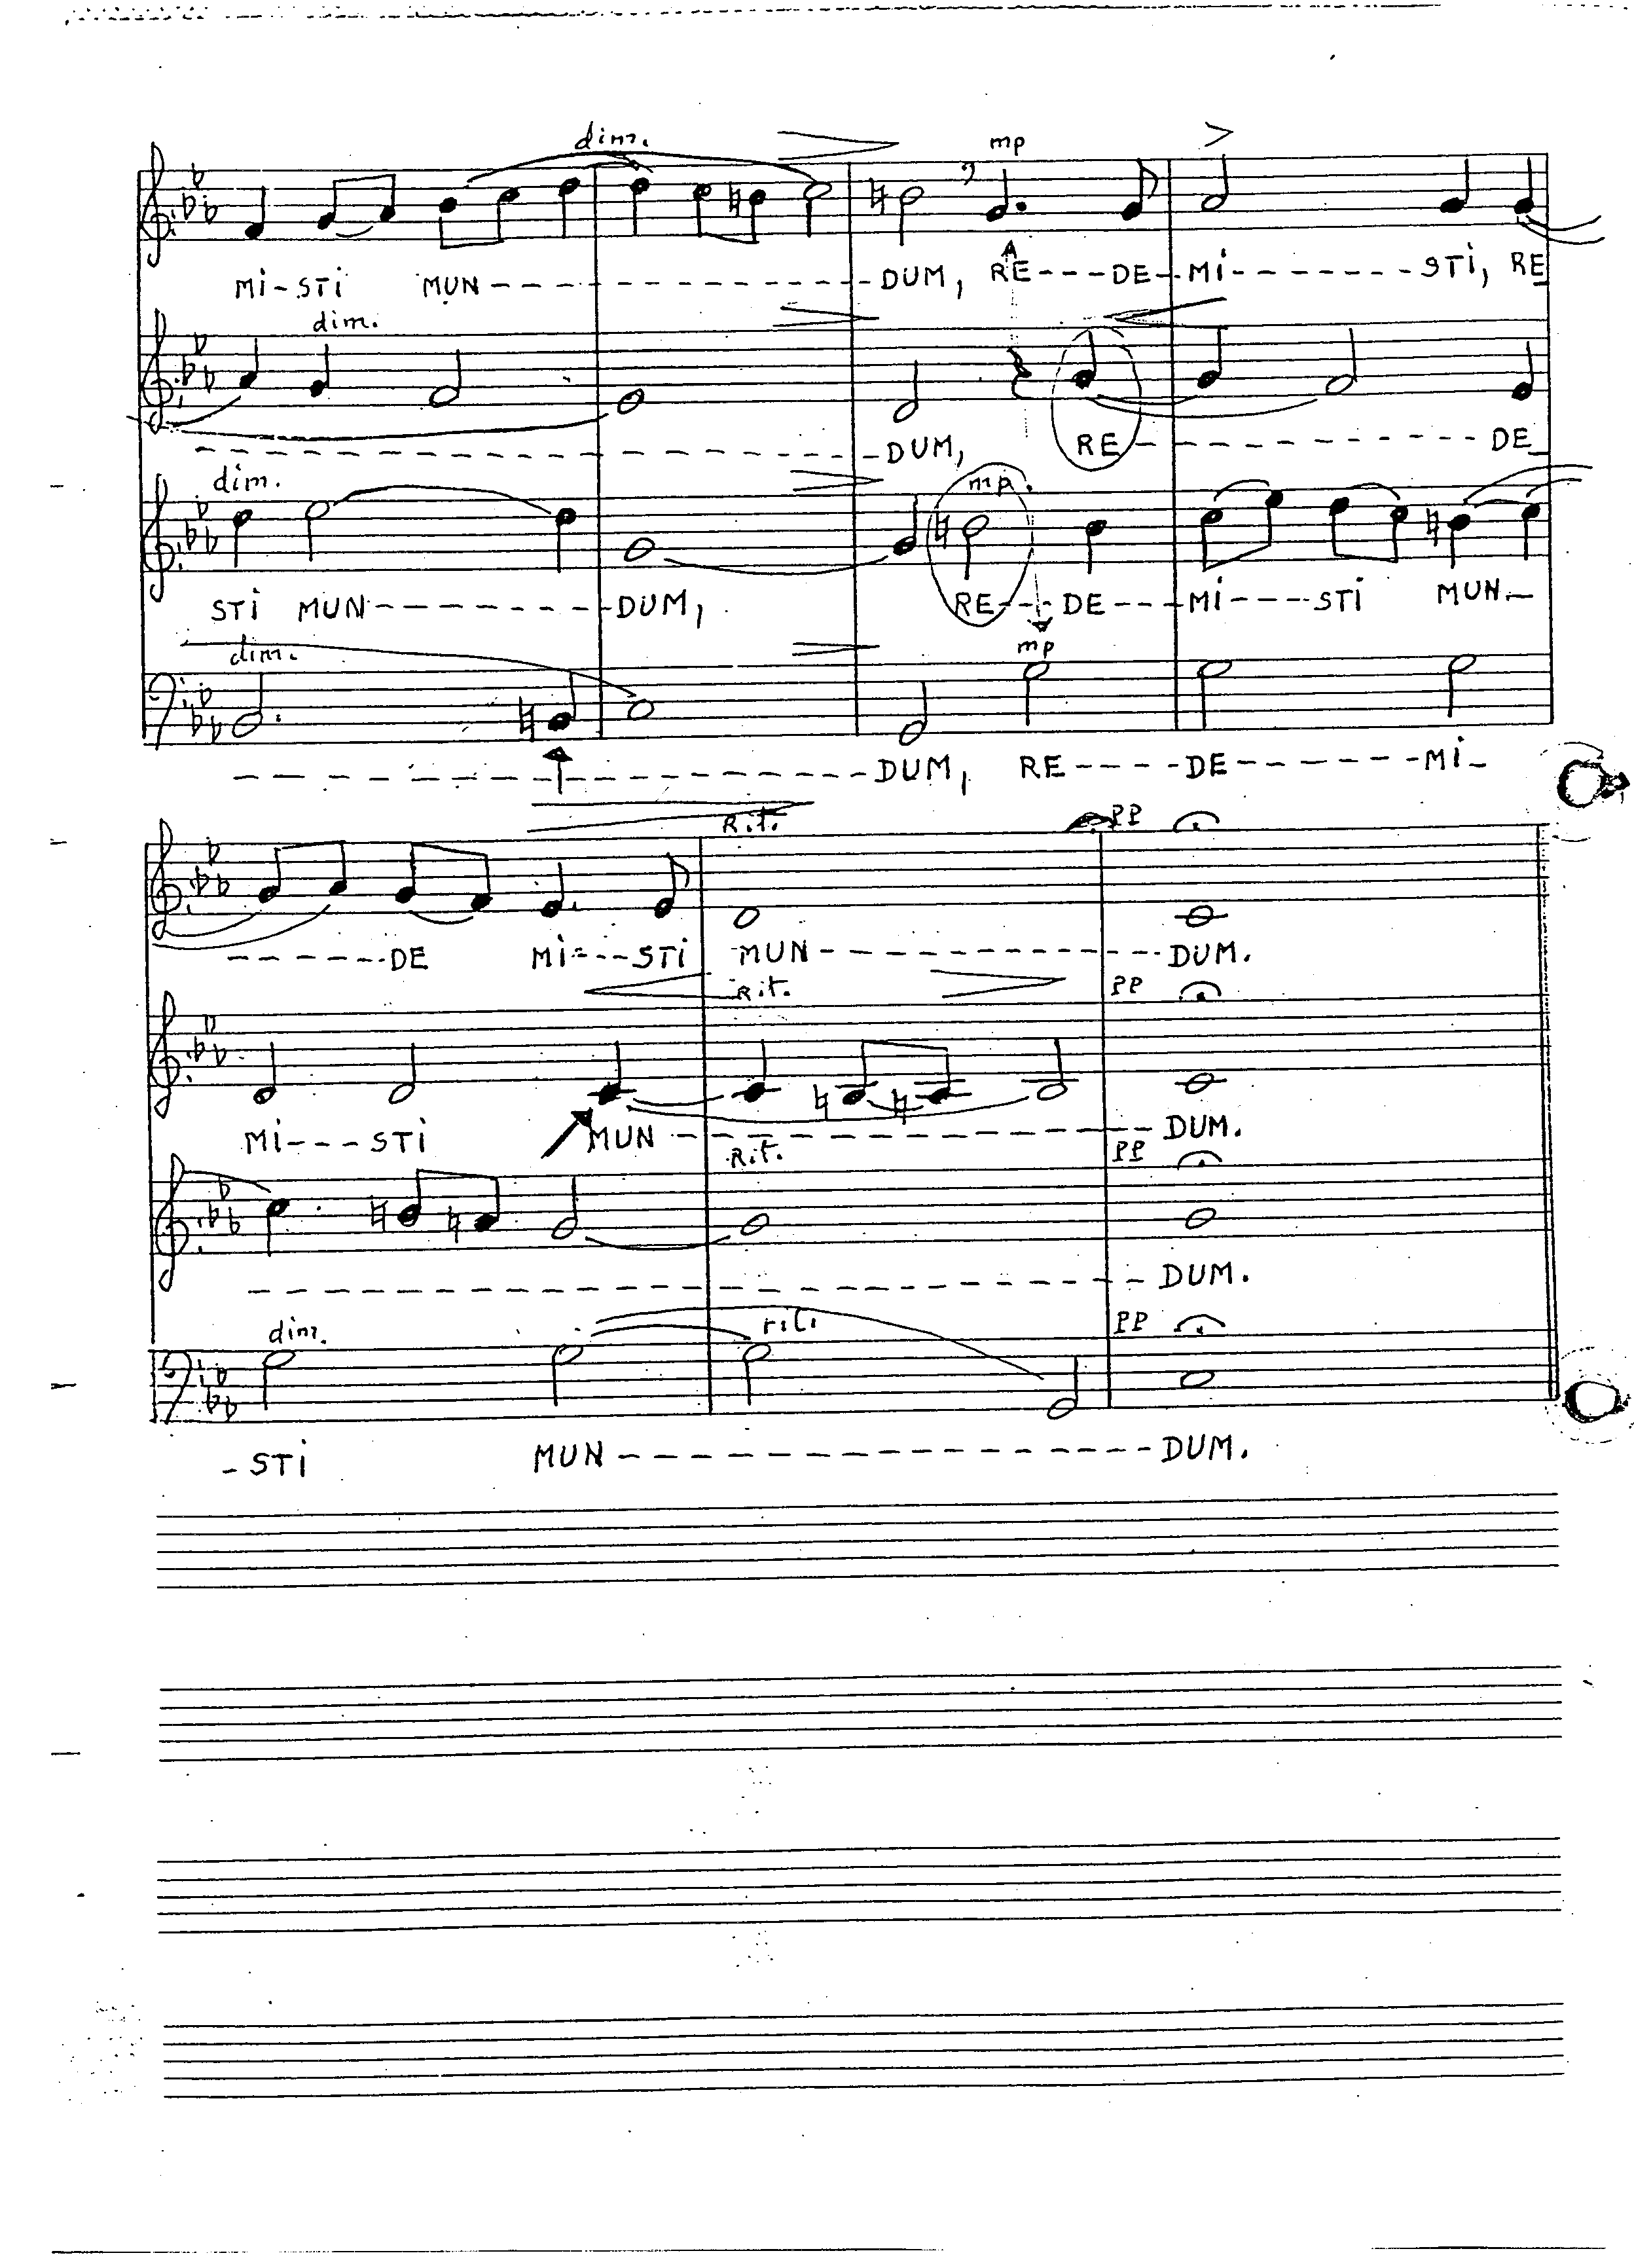 dim. mp
MI-STI MUN--------------DUM, RE----DE-MI-------STI, RE
dim.
------------------DUM, RE------------DE_
dim. mp.
STI MUN---------DUM, RE---DE---MI----STI MUN—
dim. mp
------------------DUM, RE----DE-------MI_
Rit. PP
------DE MI---STI MUN-------------DUM.
Rit. PP
MI---STI MUN--------------DUM.
Rit. PP
--------------------DUM.
dim. rit. PP
-STI MUN--------------DUM.